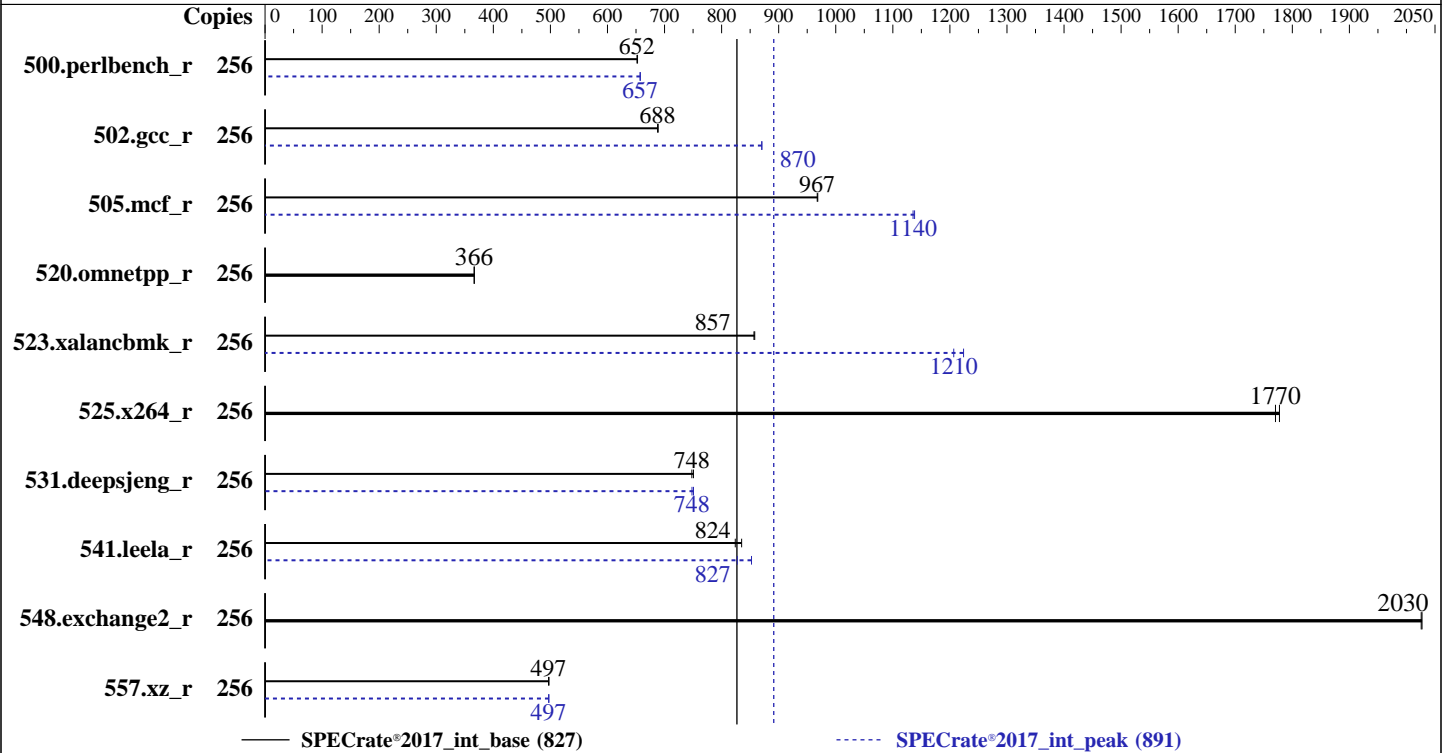 Copies 0 100 200 300 400 500 600 700 800 900 1000 1100 1200 1300 1400 1500 1600 1700 1800 1900 2050
652
500.perlbench_r 256
657
688
502.gcc_r 256
870
967
505.mcf_r 256
1140
366
520.omnetpp_r 256
857
523.xalancbmk_r 256
1210
1770
525.x264_r 256
748
531.deepsjeng_r 256
748
824
541.leela_r 256
827
2030
548.exchange2_r 256
497
557.xz_r 256
497
SPECrate®2017_int_base (827) SPECrate®2017_int_peak (891)